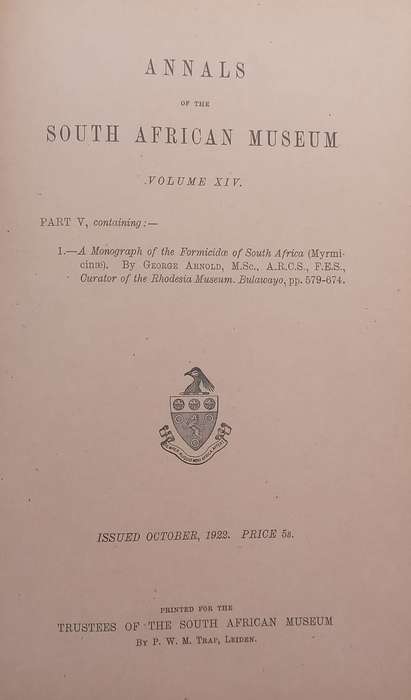 ANNALS
OF THE
SOUTH AFRICAN MUSEUM
VOLUME XIV.
PART V, containing:—
1.—A Monograph of the Formicidæ of South Africa (Myrmi-
cinæ). By GEORGE ARNOLD, M.Sc., A.R.C.S., F.E.S.,
Curator of the Rhodesia Museum. Bulawayo, pp. 579-674.
ISSUED OCTOBER, 1922. PRICE 5s.
PRINTED FOR THE
TRUSTEES OF THE SOUTH AFRICAN MUSEUM
BY P. W. M. TRAP, LEIDEN.